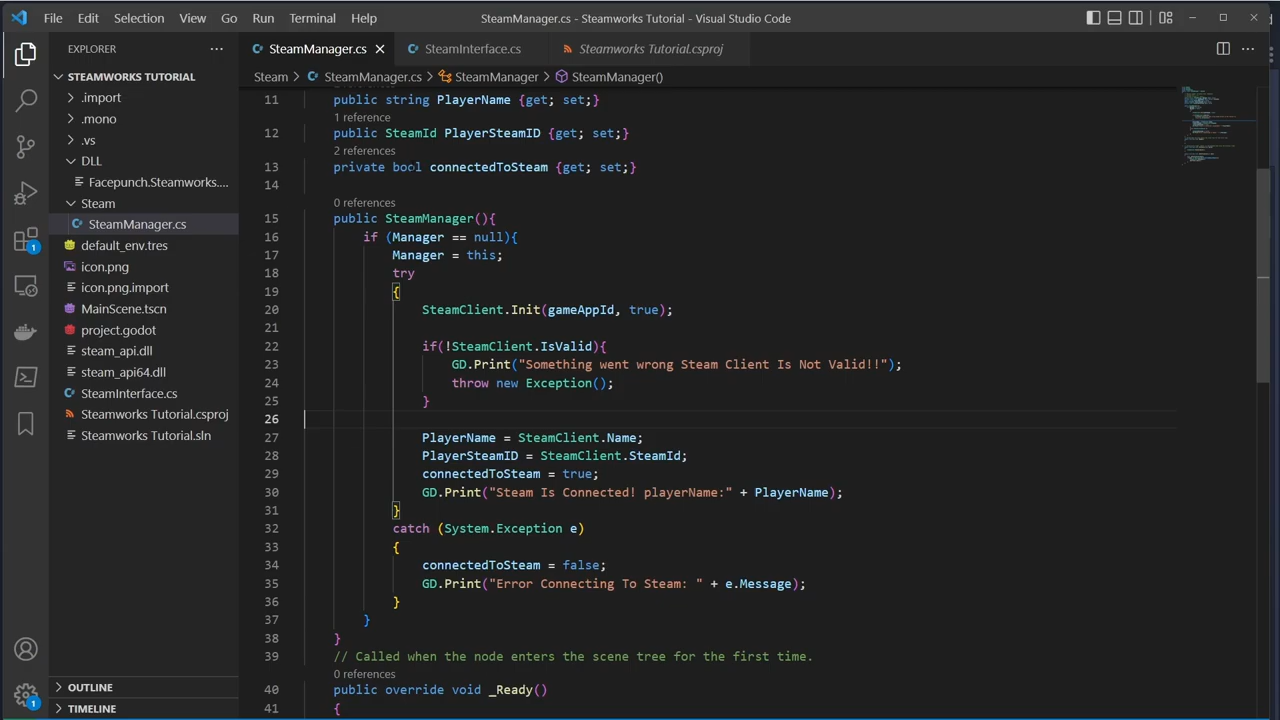 File Edit Selection View Go Run Terminal Help
SteamManager.cs - Steamworks Tutorial - Visual Studio Code
EXPLORER
STEAMWORKS TUTORIAL
.import
.mono
.vs
DLL
Facepunch.Steamworks....
Steam
SteamManager.cs
default_env.tres
icon.png
icon.png.import
MainScene.tscn
project.godot
steam_api.dll
steam_api64.dll
SteamInterface.cs
Steamworks Tutorial.csproj
Steamworks Tutorial.sln
OUTLINE
TIMELINE
1
1
SteamManager.cs SteamInterface.cs Steamworks Tutorial.csproj
Steam > SteamManager.cs > SteamManager > SteamManager()
11 public string PlayerName {get; set;}
1 reference
12 public SteamId PlayerSteamID {get; set;}
2 references
13 private bool connectedToSteam {get; set;}
14
0 references
15 public SteamManager(){
16 if (Manager == null){
17 Manager = this;
18 try
19 {
20 SteamClient.Init(gameAppId, true);
21
22 if(!SteamClient.IsValid){
23 GD.Print("Something went wrong Steam Client Is Not Valid!!");
24 throw new Exception();
25 }
26
27 PlayerName = SteamClient.Name;
28 PlayerSteamID = SteamClient.SteamId;
29 connectedToSteam = true;
30 GD.Print("Steam Is Connected! playerName:" + PlayerName);
31 }
32 catch (System.Exception e)
33 {
34 connectedToSteam = false;
35 GD.Print("Error Connecting To Steam: " + e.Message);
36 }
37 }
38 }
39 // Called when the node enters the scene tree for the first time.
0 references
40 public override void _Ready()
41 {